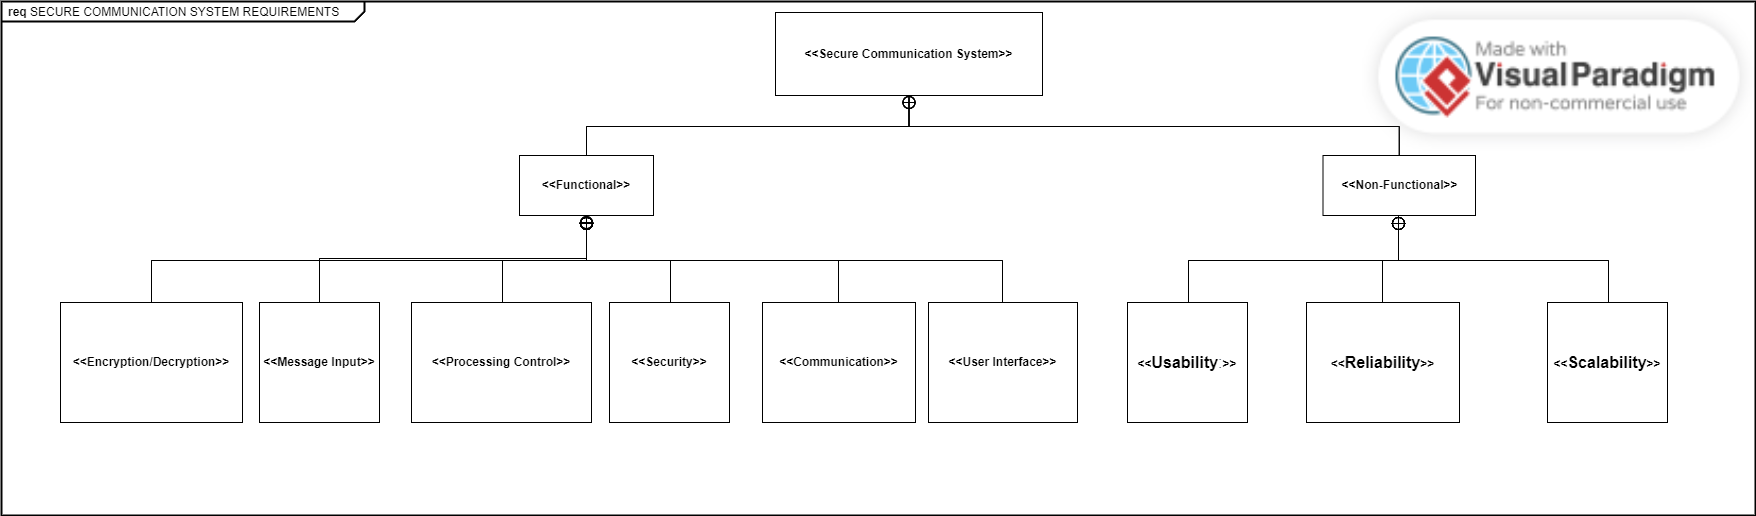 req SECURE COMMUNICATION SYSTEM REQUIREMENTS
<<Secure Communication System>>
Made with
Visual Paradigm
For non-commercial use
<<Functional>>
<<Non-Functional>>
<<Encryption/Decryption>>
<<Message Input>>
<<Processing Control>>
<<Security>>
<<Communication>>
<<User Interface>>
<<Usability:>>
<<Reliability>>
<<Scalability>>